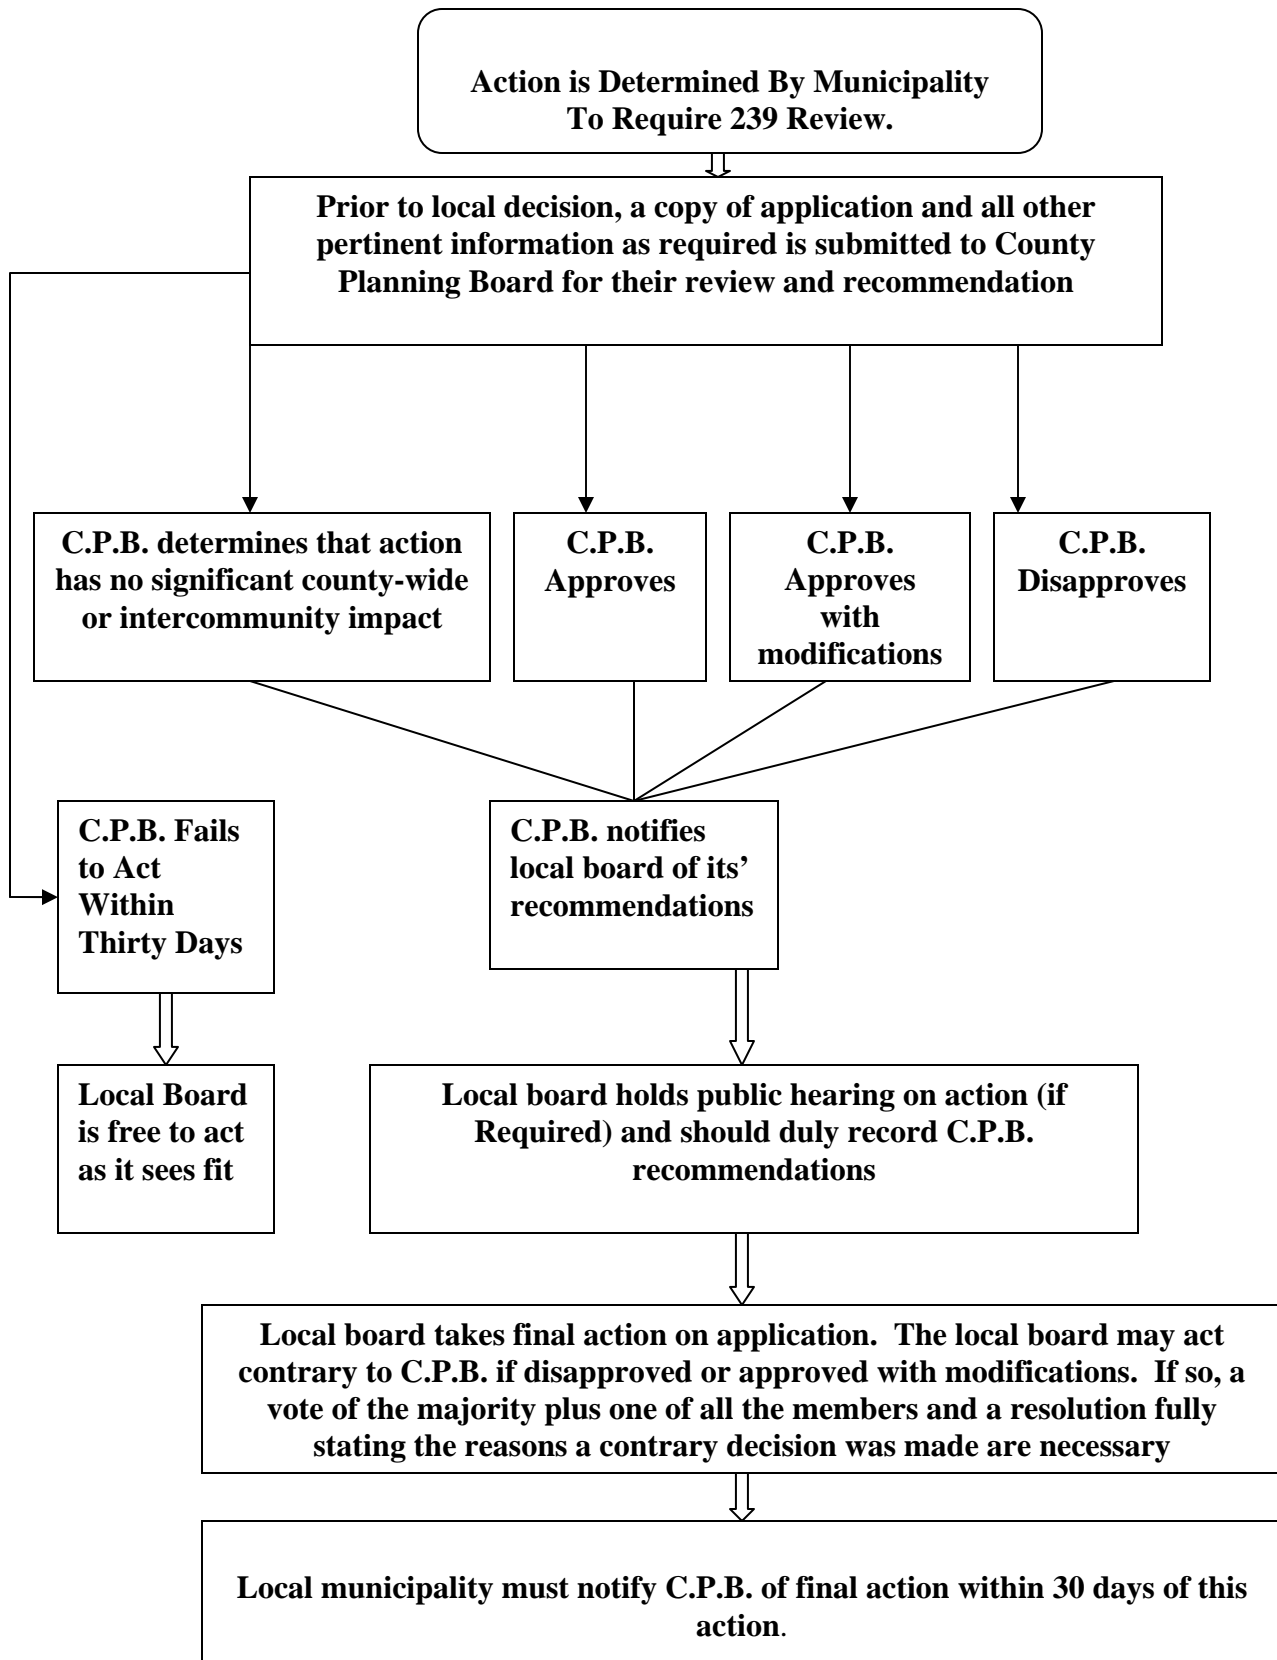 Action is Determined By Municipality
To Require 239 Review.
Prior to local decision, a copy of application and all other
pertinent information as required is submitted to County
Planning Board for their review and recommendation
C.P.B. determines that action
has no significant county-wide
or intercommunity impact
C.P.B.
Approves
C.P.B.
Approves
with
modifications
C.P.B.
Disapproves
C.P.B. Fails
to Act
Within
Thirty Days
C.P.B. notifies
local board of its’
recommendations
Local Board
is free to act
as it sees fit
Local board holds public hearing on action (if
Required) and should duly record C.P.B.
recommendations
Local board takes final action on application.  The local board may act
contrary to C.P.B. if disapproved or approved with modifications.  If so, a
vote of the majority plus one of all the members and a resolution fully
stating the reasons a contrary decision was made are necessary
Local municipality must notify C.P.B. of final action within 30 days of this
action.